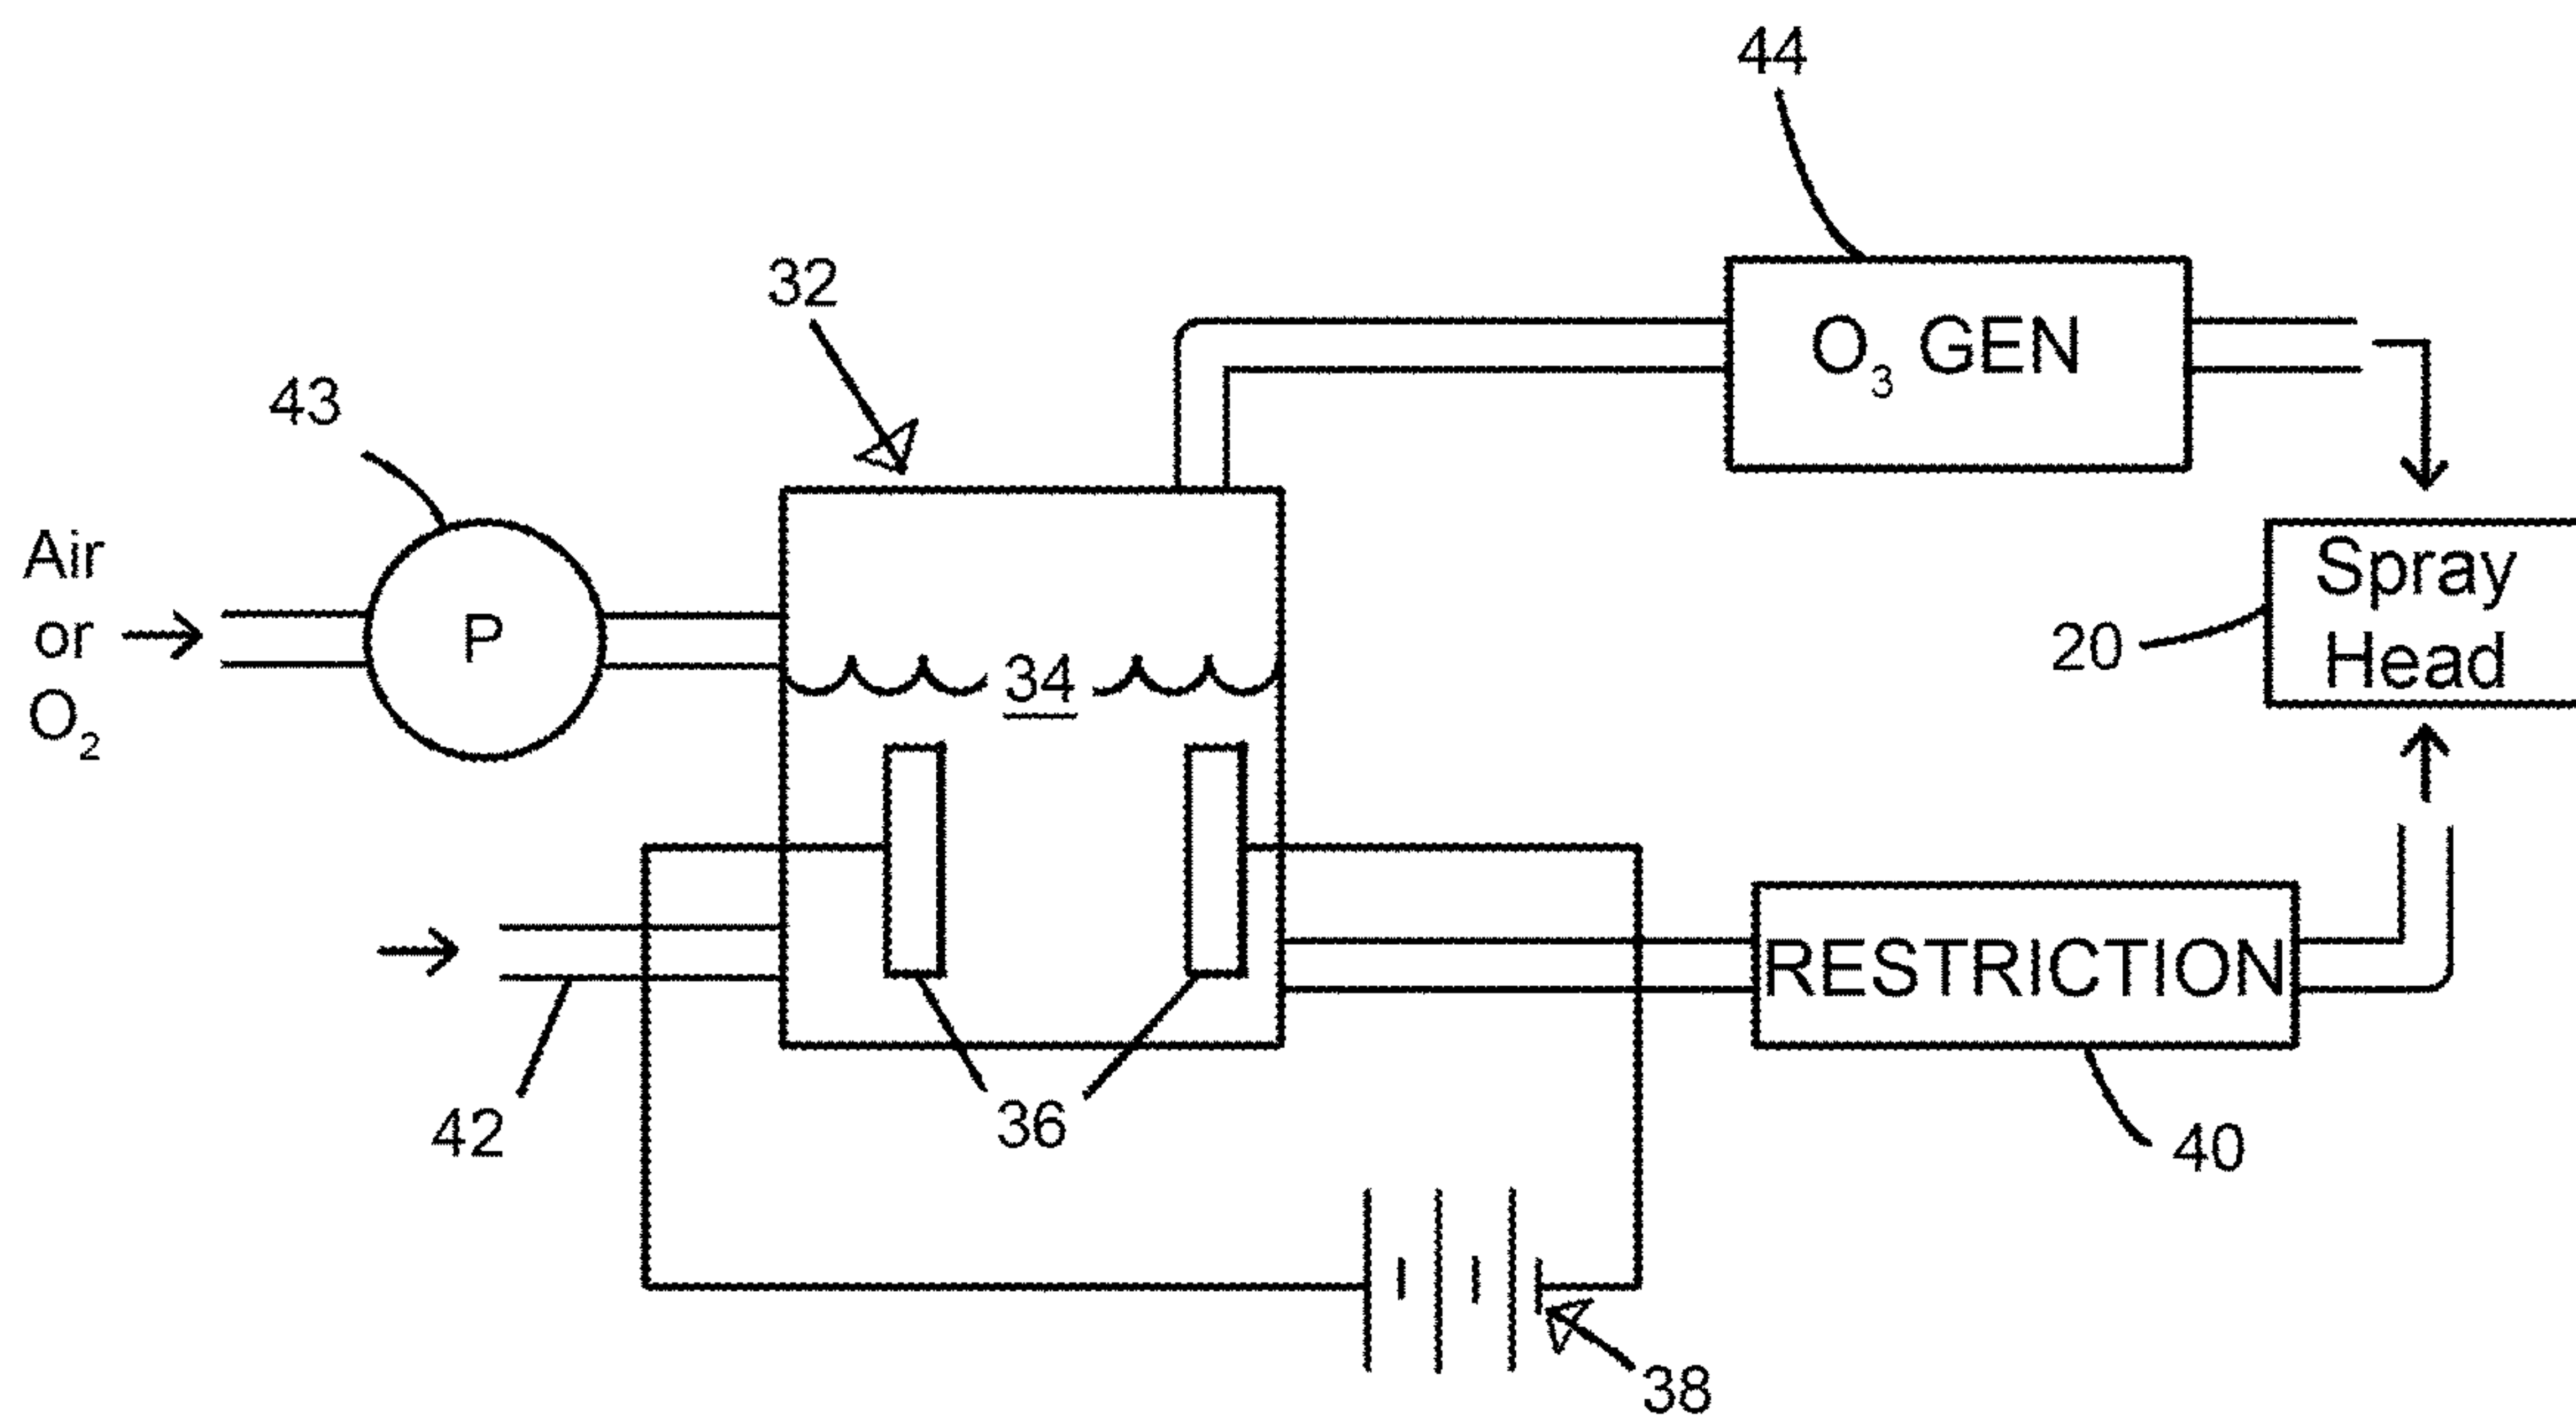 44
32
O₃ GEN
43
Air
or
O₂
P
34
Spray
Head
20
RESTRICTION
42
36
40
38